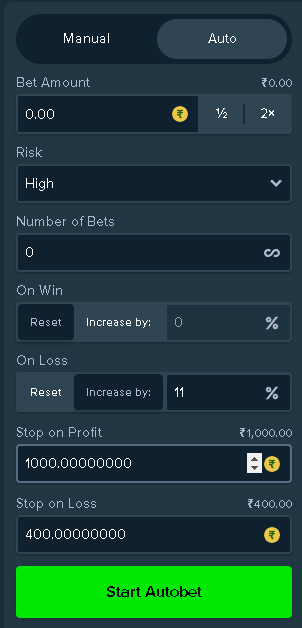 Manual Auto
Bet Amount ₹0.00
0.00 ₹ ½ 2×
Risk
High
Number of Bets
0 ∞
On Win
Reset Increase by: 0 %
On Loss
Reset Increase by: 11 %
Stop on Profit ₹1,000.00
1000.00000000 ₹
Stop on Loss ₹400.00
400.00000000 ₹
Start Autobet